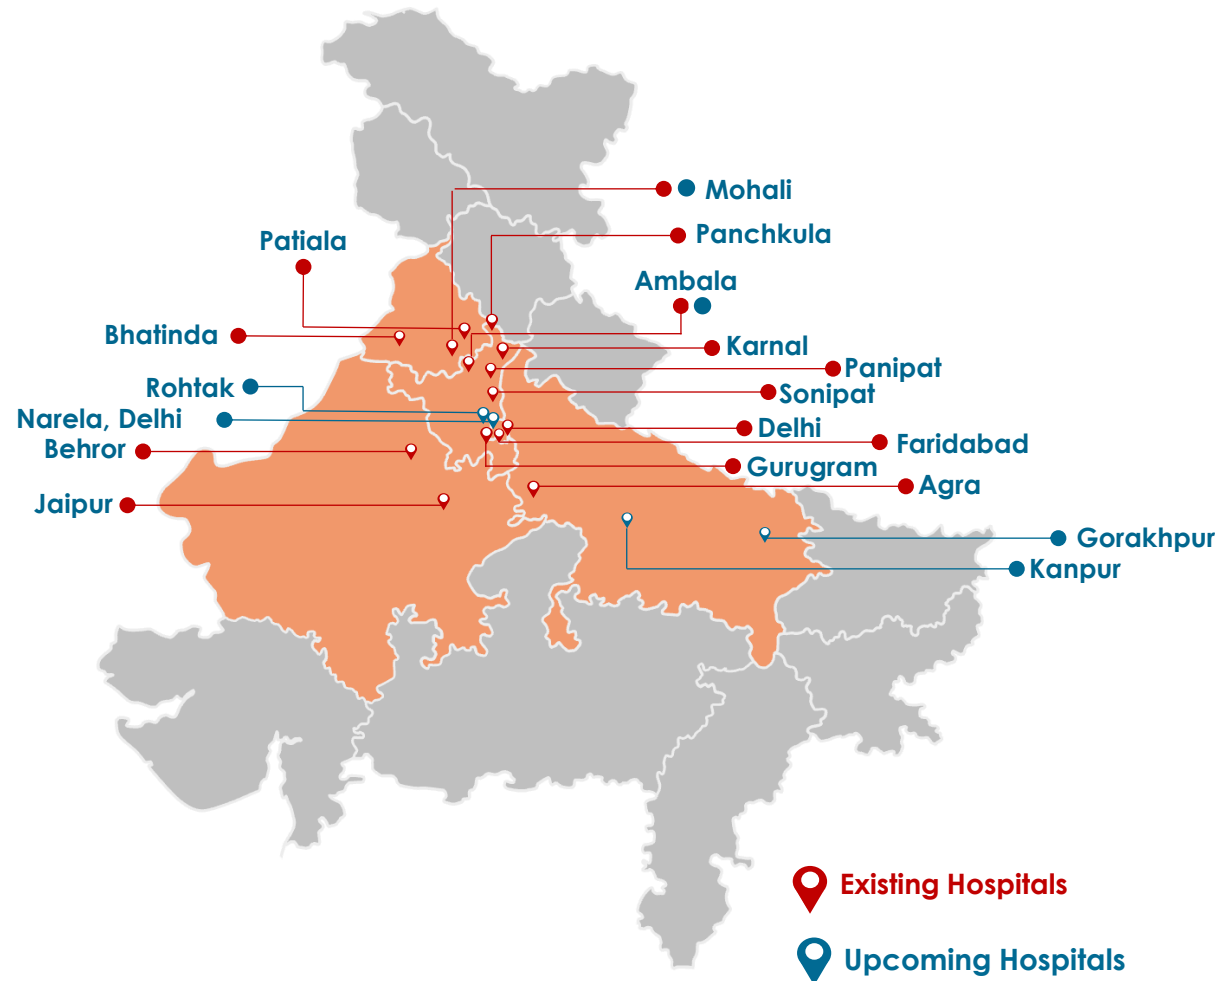 Mohali
Panchkula
Patiala
Ambala
Bhatinda
Karnal
Panipat
Rohtak
Sonipat
Narela, Delhi
Delhi
Behror
Faridabad
Gurugram
Agra
Jaipur
Gorakhpur
Kanpur
Existing Hospitals
Upcoming Hospitals